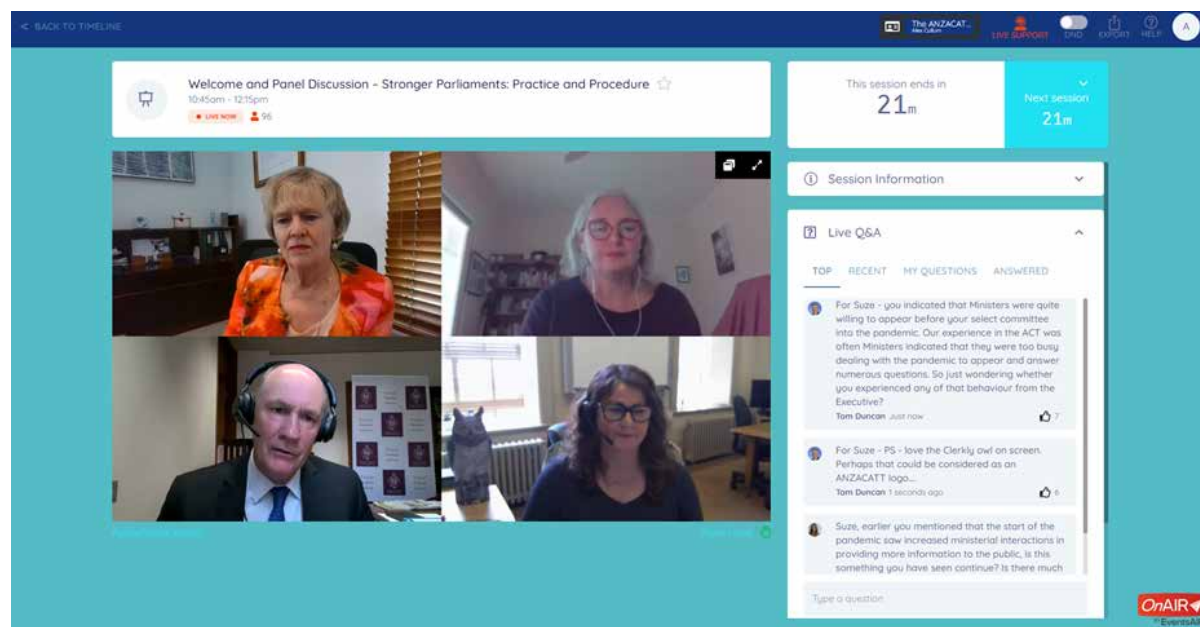 < BACK TO TIMELINE
The ANZACAT...
LIVE SUPPORT
DND
EXPORT
HELP
A
Welcome and Panel Discussion – Stronger Parliaments: Practice and Procedure
10:45am - 12:15pm
LIVE NOW
96
This session ends in
21m
Next session
21m
Session Information
Live Q&A
TOP
RECENT
MY QUESTIONS
ANSWERED
For Suze - you indicated that Ministers were quite
willing to appear before your select committee
into the pandemic. Our experience in the ACT was
often Ministers indicated that they were too busy
dealing with the pandemic to appear and answer
numerous questions. So just wondering whether
you experienced any of that behaviour from the
Executive?
Tom Duncan Just now
7
For Suze - PS - love the Clerkly owl on screen.
Perhaps that could be considered as an
ANZACATT logo...
Tom Duncan 1 seconds ago
6
Suze, earlier you mentioned that the start of the
pandemic saw increased ministerial interactions in
providing more information to the public, is this
something you have seen continue? Is there much
Type a question
OnAIR
EventsAir